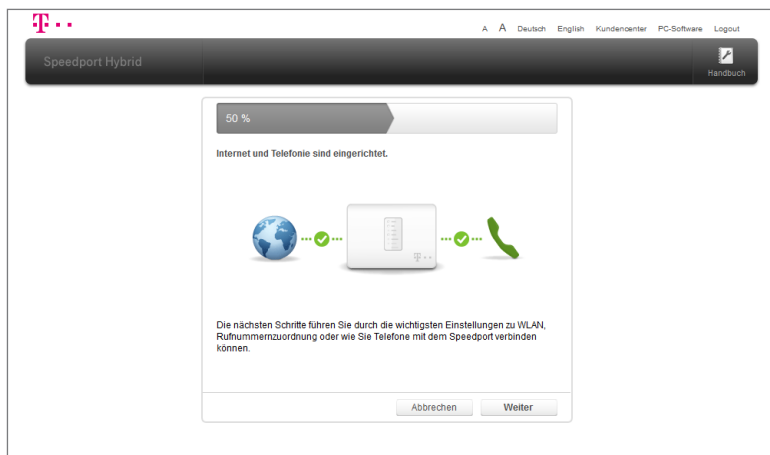 T · ·
A A Deutsch English Kundencenter PC-Software Logout
Speedport Hybrid
Handbuch
50 %
Internet und Telefonie sind eingerichtet.
T · ·
Die nächsten Schritte führen Sie durch die wichtigsten Einstellungen zu WLAN,
Rufnummernzuordnung oder wie Sie Telefone mit dem Speedport verbinden
können.
Abbrechen Weiter